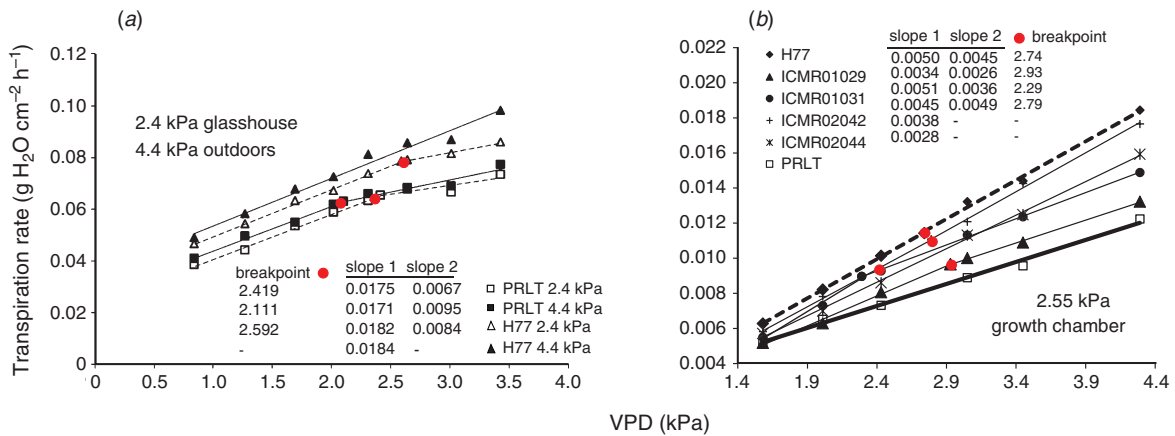 (a)
Transpiration rate (g H₂O cm⁻² h⁻¹)
0.12
0.10
0.08
0.06
0.04
0.02
0
2.4 kPa glasshouse
4.4 kPa outdoors
breakpoint slope 1 slope 2
2.419 0.0175 0.0067 PRLT 2.4 kPa
2.111 0.0171 0.0095 PRLT 4.4 kPa
2.592 0.0182 0.0084 H77 2.4 kPa
- 0.0184 - H77 4.4 kPa
0 0.5 1.0 1.5 2.0 2.5 3.0 3.5 4.0
(b)
0.022
0.020
0.018
0.016
0.014
0.012
0.010
0.008
0.006
0.004
H77
ICMR01029
ICMR01031
ICMR02042
ICMR02044
PRLT
slope 1 slope 2 breakpoint
0.0050 0.0045 2.74
0.0034 0.0026 2.93
0.0051 0.0036 2.29
0.0045 0.0049 2.79
0.0038 - -
0.0028 - -
2.55 kPa
growth chamber
1.4 1.9 2.4 2.9 3.4 3.9 4.4
VPD (kPa)